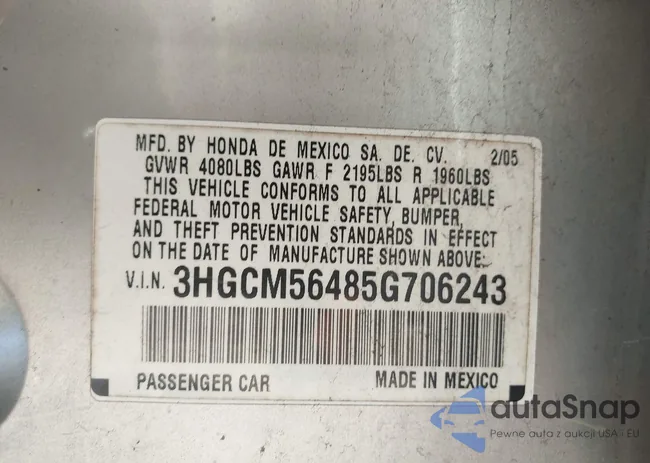 MFD. BY HONDA DE MEXICO SA. DE. CV. 2/05
GVWR 4080LBS GAWR F 2195LBS R 1960LBS
THIS VEHICLE CONFORMS TO ALL APPLICABLE
FEDERAL MOTOR VEHICLE SAFETY, BUMPER,
AND THEFT PREVENTION STANDARDS IN EFFECT
ON THE DATE OF MANUFACTURE SHOWN ABOVE:
V.I.N. 3HGCM56485G706243
PASSENGER CAR MADE IN MEXICO
autaSnap
Pewne auta z aukcji USA - EU